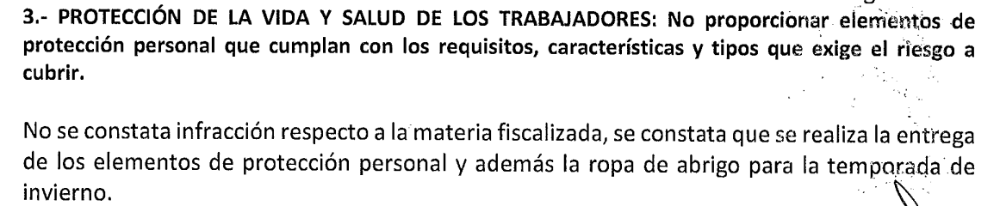 3.- PROTECCIÓN DE LA VIDA Y SALUD DE LOS TRABAJADORES: No proporcionar elementos de
protección personal que cumplan con los requisitos, características y tipos que exige el riesgo a
cubrir.
No se constata infracción respecto a la materia fiscalizada, se constata que se realiza la entrega
de los elementos de protección personal y además la ropa de abrigo para la temporada de
invierno.